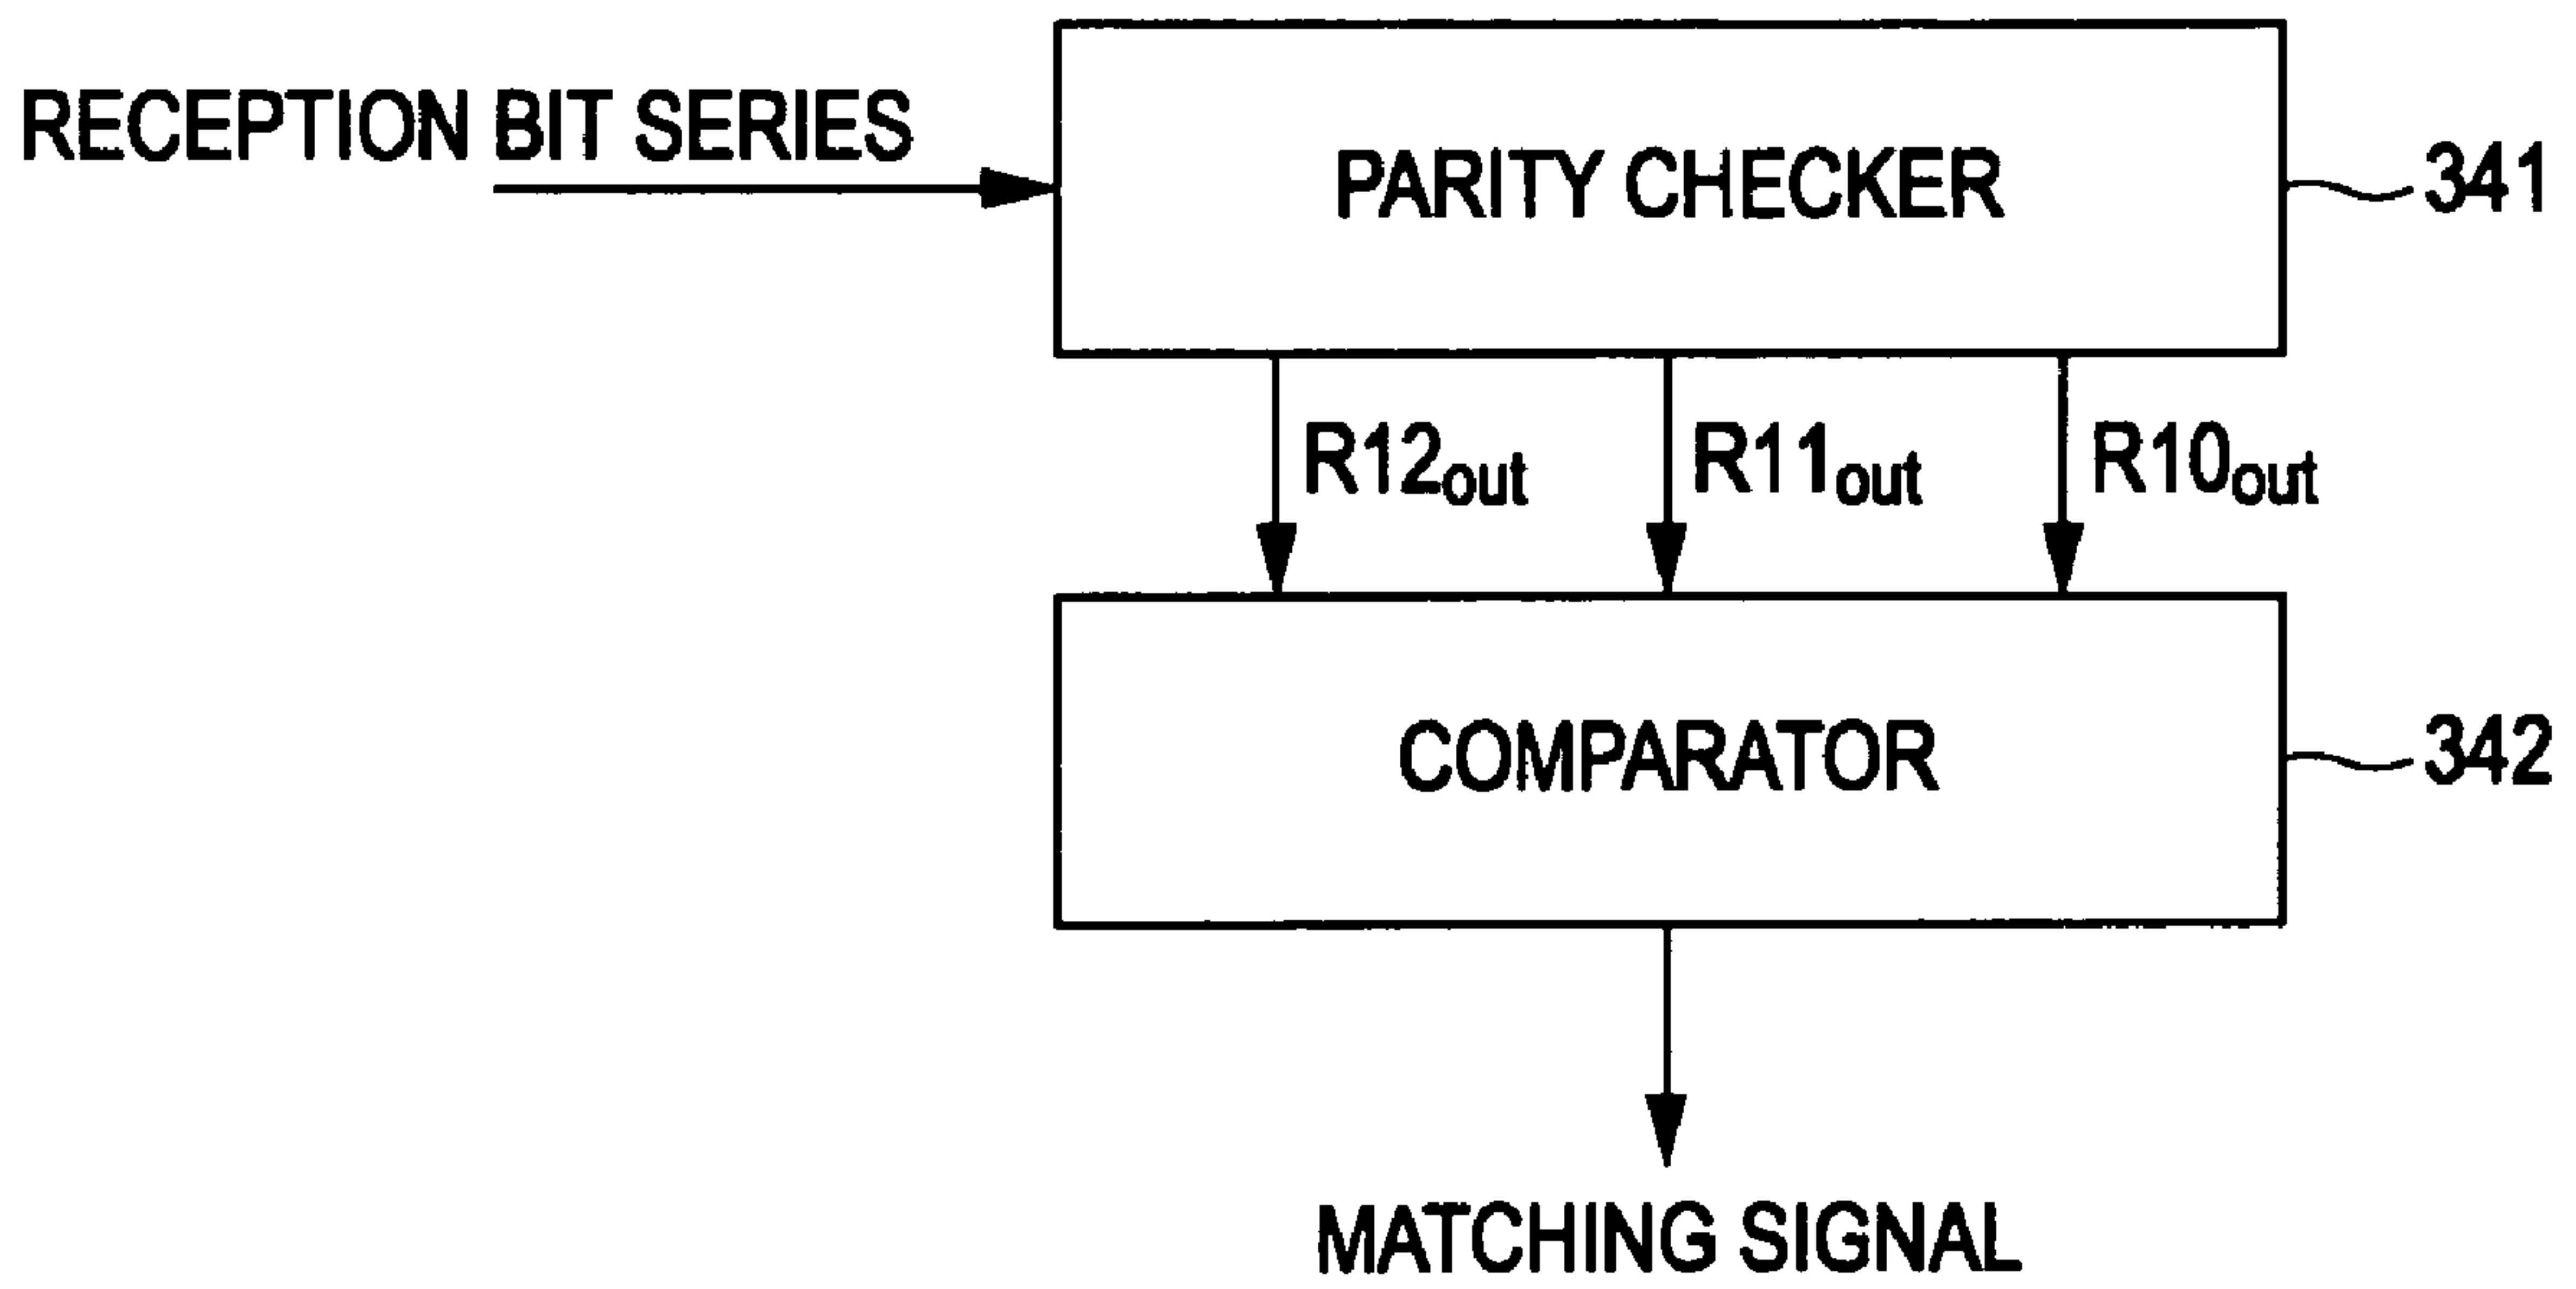 RECEPTION BIT SERIES
PARITY CHECKER
341
R12out
R11out
R10out
COMPARATOR
342
MATCHING SIGNAL